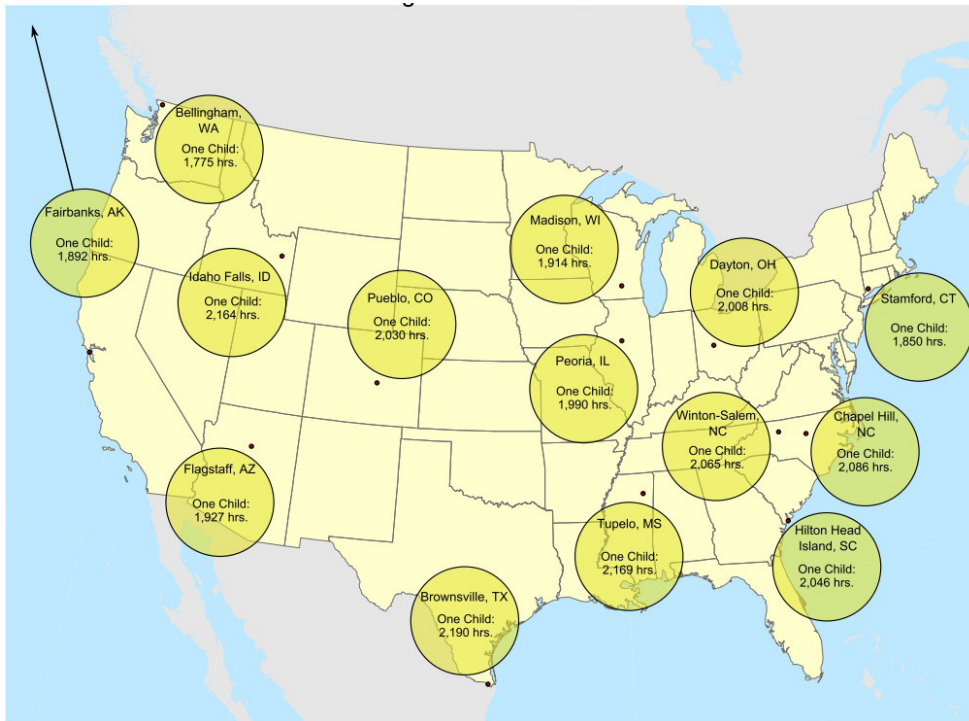 Bellingham,
WA
One Child:
1,775 hrs.
Fairbanks, AK
One Child:
1,892 hrs.
Idaho Falls, ID
One Child:
2,164 hrs.
Pueblo, CO
One Child:
2,030 hrs.
Madison, WI
One Child:
1,914 hrs.
Dayton, OH
One Child:
2,008 hrs.
Stamford, CT
One Child:
1,850 hrs.
Peoria, IL
One Child:
1,990 hrs.
Winton-Salem,
NC
One Child:
2,065 hrs.
Chapel Hill,
NC
One Child:
2,086 hrs.
Flagstaff, AZ
One Child:
1,927 hrs.
Tupelo, MS
One Child:
2,169 hrs.
Hilton Head
Island, SC
One Child:
2,046 hrs.
Brownsville, TX
One Child:
2,190 hrs.